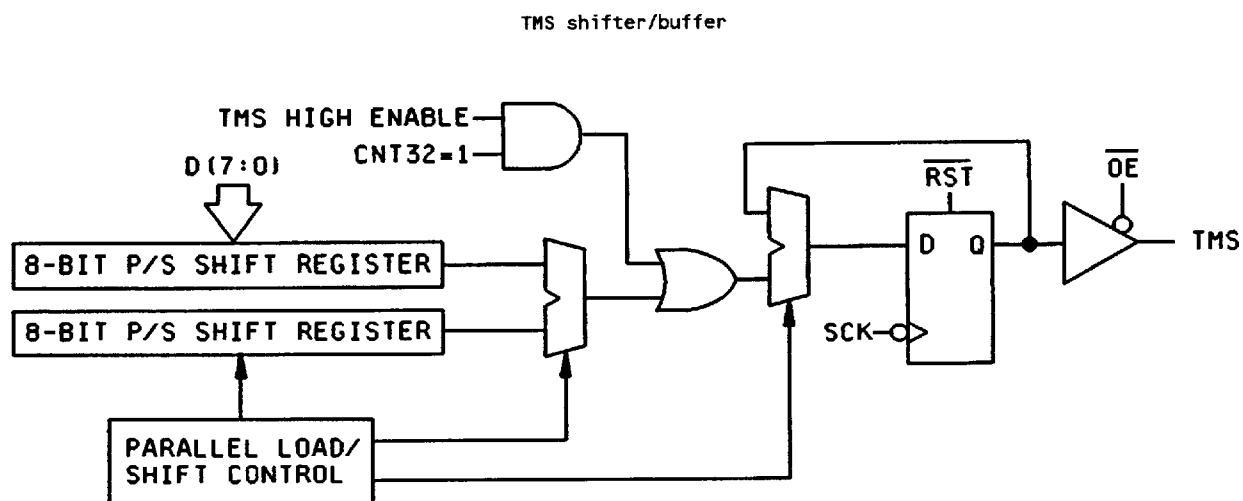 TMS shifter/buffer
TMS HIGH ENABLE
CNT32=1
D(7:0)
8-BIT P/S SHIFT REGISTER
8-BIT P/S SHIFT REGISTER
PARALLEL LOAD/
SHIFT CONTROL
RST
D Q
SCK
OE
TMS